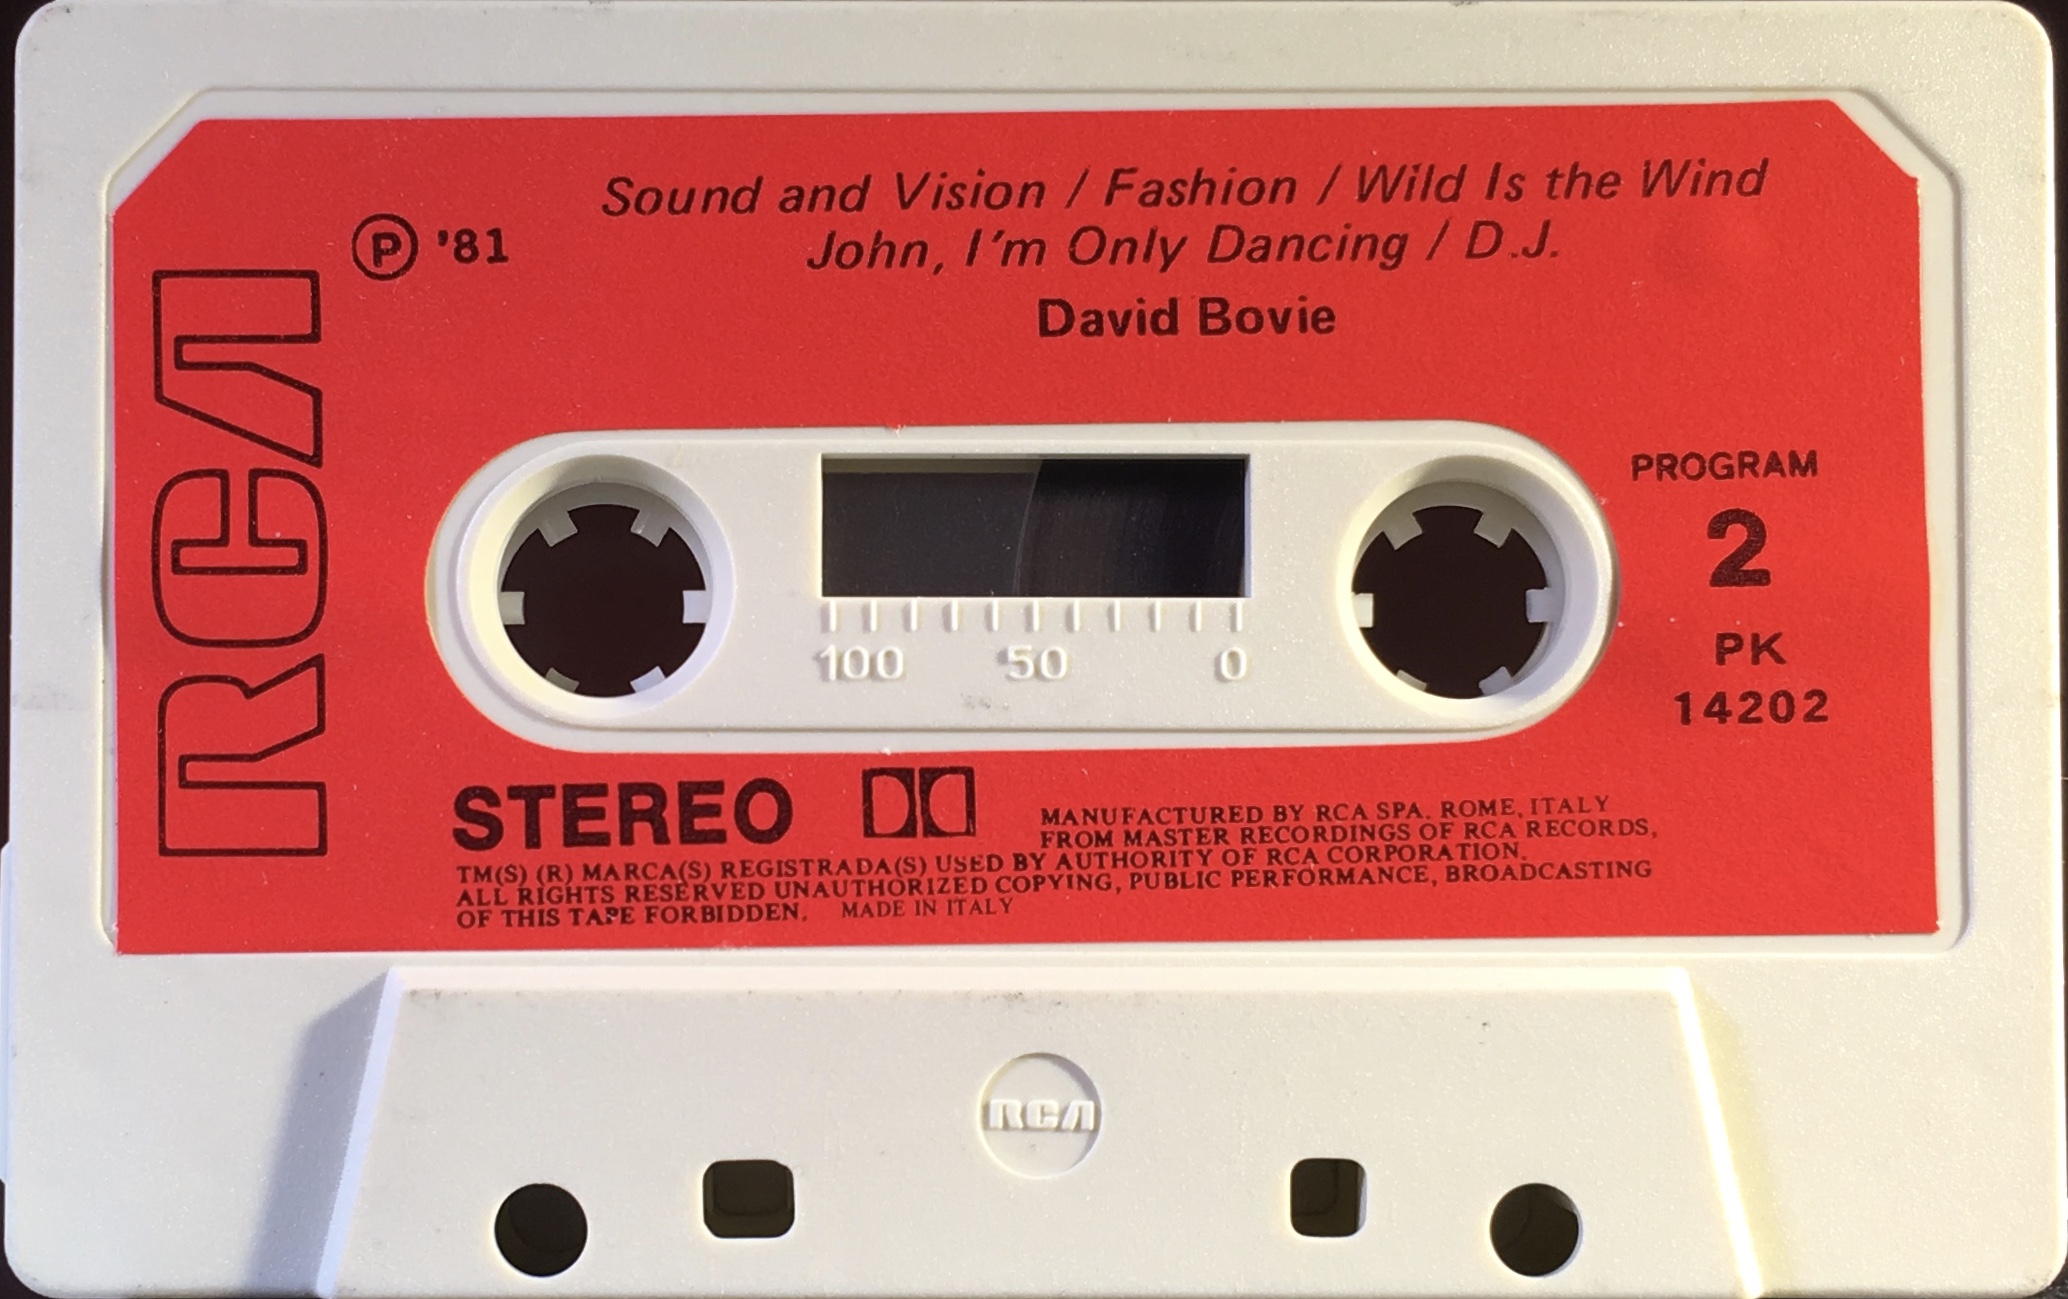 Sound and Vision / Fashion / Wild Is the Wind
John, I'm Only Dancing / D.J.
David Bovie
Ⓟ '81
RCA
PROGRAM
2
PK
14202
100 50 0
STEREO
MANUFACTURED BY RCA SPA. ROME, ITALY
FROM MASTER RECORDINGS OF RCA RECORDS,
TM(S) (R) MARCA(S) REGISTRADA(S) USED BY AUTHORITY OF RCA CORPORATION.
ALL RIGHTS RESERVED UNAUTHORIZED COPYING, PUBLIC PERFORMANCE, BROADCASTING
OF THIS TAPE FORBIDDEN. MADE IN ITALY
RCA